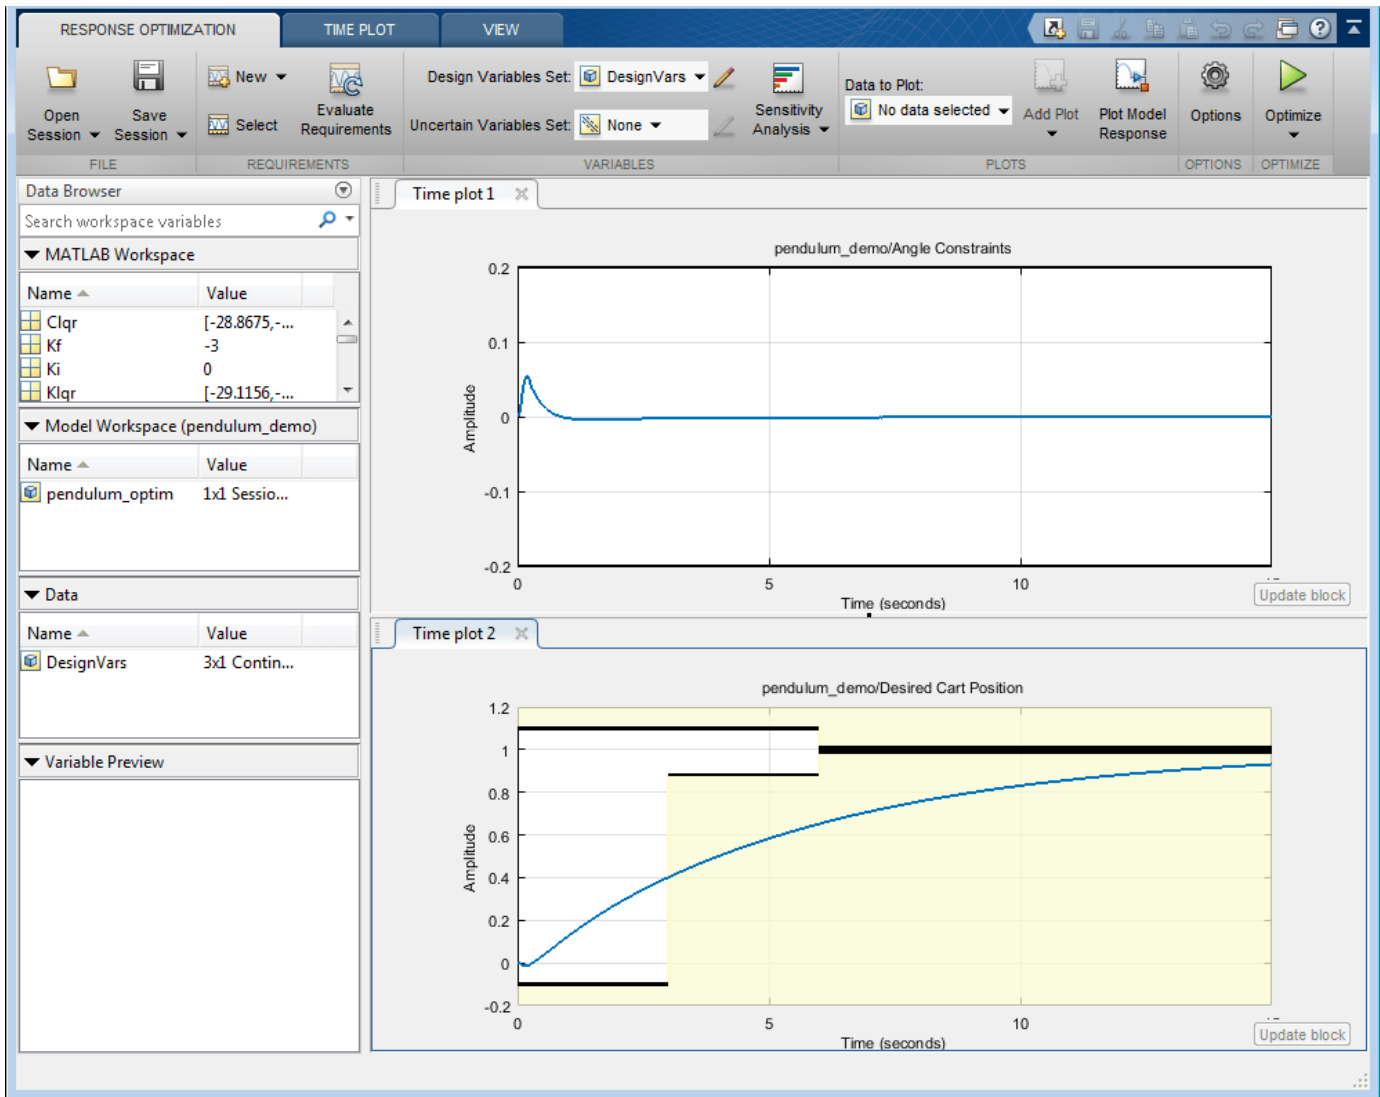 RESPONSE OPTIMIZATION TIME PLOT VIEW
Open Session
Save Session
New
Select
Evaluate Requirements
Design Variables Set: DesignVars
Uncertain Variables Set: None
Sensitivity Analysis
Data to Plot:
No data selected
Add Plot
Plot Model Response
Options
Optimize
FILE REQUIREMENTS VARIABLES PLOTS OPTIONS OPTIMIZE
Data Browser
Search workspace variables
MATLAB Workspace
Name Value
Clqr [-28.8675,-...
Kf -3
Ki 0
Klqr [-29.1156,-...
Model Workspace (pendulum_demo)
Name Value
pendulum_optim 1x1 Sessio...
Data
Name Value
DesignVars 3x1 Contin...
Variable Preview
Time plot 1
pendulum_demo/Angle Constraints
0.2
0.1
0
-0.1
-0.2
Amplitude
0 5 10
Time (seconds)
Update block
Time plot 2
pendulum_demo/Desired Cart Position
1.2
1
0.8
0.6
0.4
0.2
0
-0.2
Amplitude
0 5 10
Time (seconds)
Update block